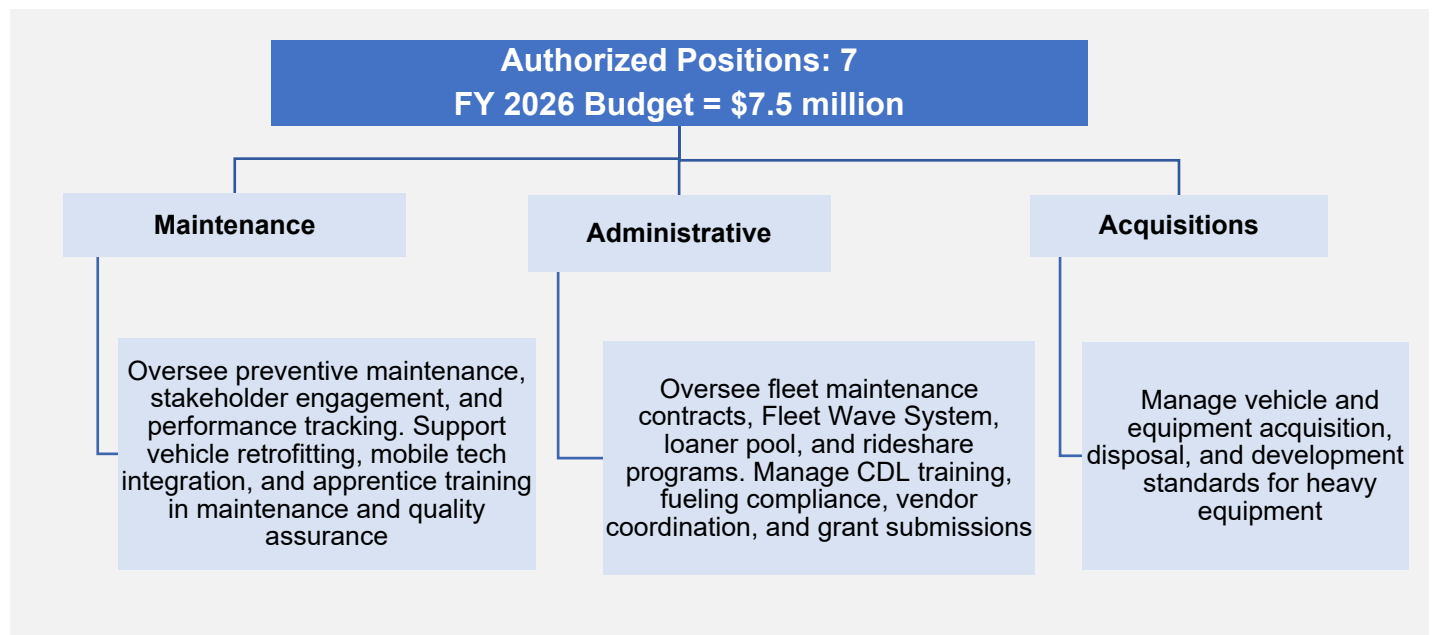 Authorized Positions: 7
FY 2026 Budget = $7.5 million
Maintenance
Administrative
Acquisitions
Oversee preventive maintenance,
stakeholder engagement, and
performance tracking. Support
vehicle retrofitting, mobile tech
integration, and apprentice training
in maintenance and quality
assurance
Oversee fleet maintenance
contracts, Fleet Wave System,
loaner pool, and rideshare
programs. Manage CDL training,
fueling compliance, vendor
coordination, and grant submissions
Manage vehicle and
equipment acquisition,
disposal, and development
standards for heavy
equipment